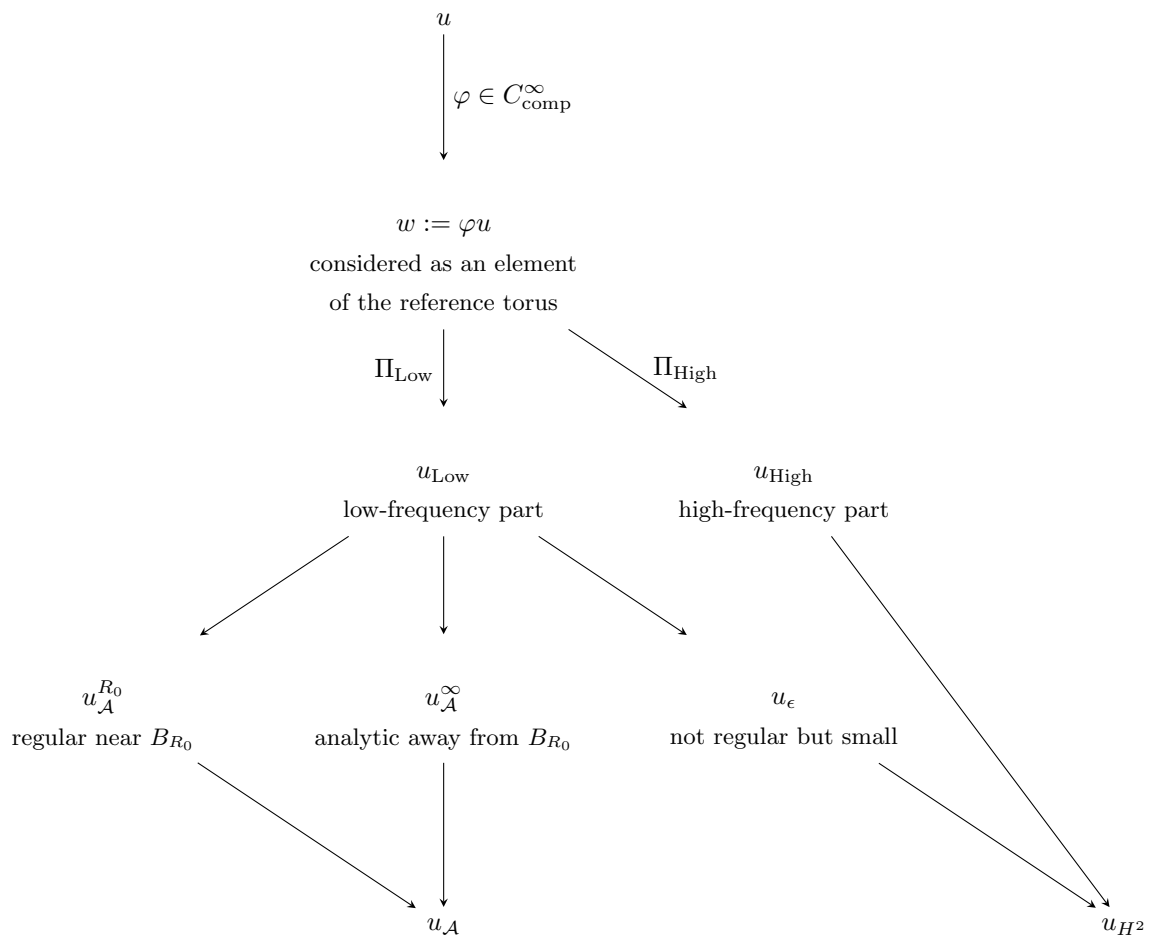 u
φ ∈ C^∞_comp
w := φu
considered as an element
of the reference torus
Π_Low
Π_High
u_Low
low-frequency part
u_High
high-frequency part
u_𝒜^{R_0}
regular near B_{R_0}
u_𝒜^∞
analytic away from B_{R_0}
u_ϵ
not regular but small
u_𝒜
u_{H^2}